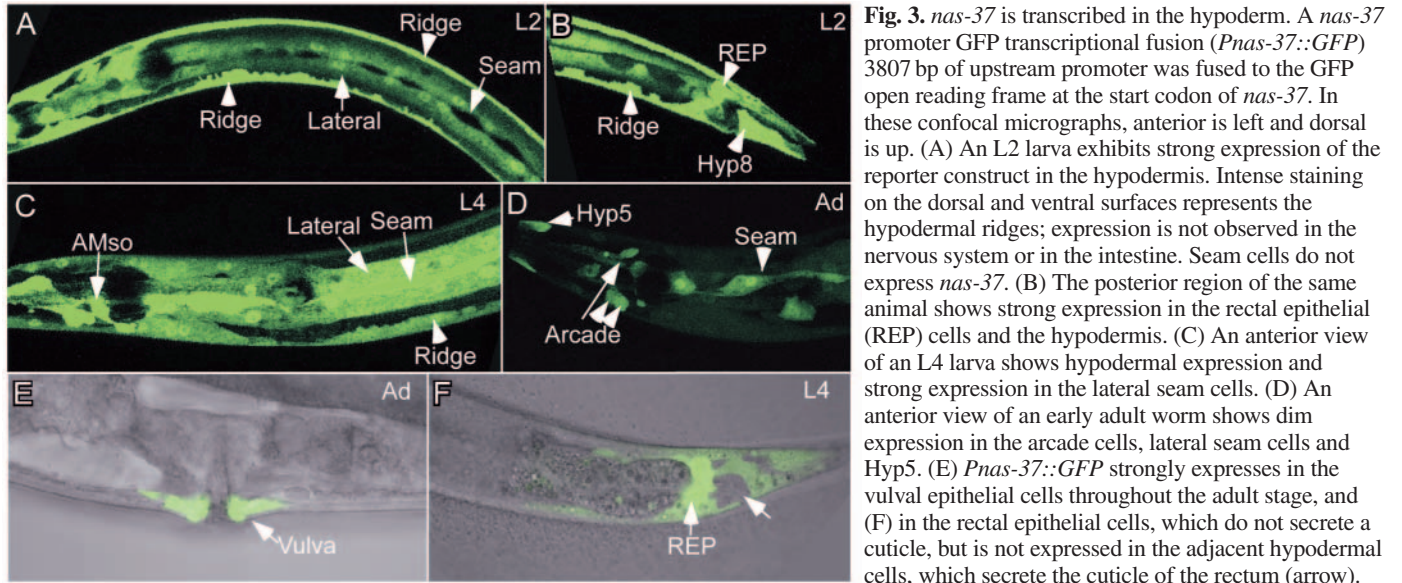 A
Ridge
L2
Seam
Ridge
Lateral
B
L2
REP
Ridge
Hyp8
C
L4
Lateral Seam
AMso
Ridge
D
Ad
Hyp5
Seam
Arcade
E
Ad
Vulva
F
L4
REP
Fig. 3. nas-37 is transcribed in the hypoderm. A nas-37
promoter GFP transcriptional fusion (Pnas-37::GFP)
3807 bp of upstream promoter was fused to the GFP
open reading frame at the start codon of nas-37. In
these confocal micrographs, anterior is left and dorsal
is up. (A) An L2 larva exhibits strong expression of the
reporter construct in the hypodermis. Intense staining
on the dorsal and ventral surfaces represents the
hypodermal ridges; expression is not observed in the
nervous system or in the intestine. Seam cells do not
express nas-37. (B) The posterior region of the same
animal shows strong expression in the rectal epithelial
(REP) cells and the hypodermis. (C) An anterior view
of an L4 larva shows hypodermal expression and
strong expression in the lateral seam cells. (D) An
anterior view of an early adult worm shows dim
expression in the arcade cells, lateral seam cells and
Hyp5. (E) Pnas-37::GFP strongly expresses in the
vulval epithelial cells throughout the adult stage, and
(F) in the rectal epithelial cells, which do not secrete a
cuticle, but is not expressed in the adjacent hypodermal
cells, which secrete the cuticle of the rectum (arrow).